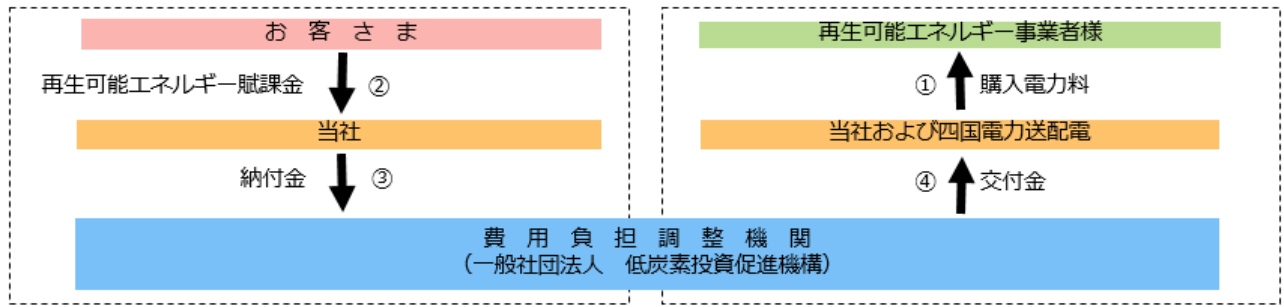 お　客　さ　ま
再生可能エネルギー賦課金
②
当社
納付金
③
再生可能エネルギー事業者様
①
購入電力料
当社および四国電力送配電
④
交付金
費　用　負　担　調　整　機　関
（一般社団法人　低炭素投資促進機構）